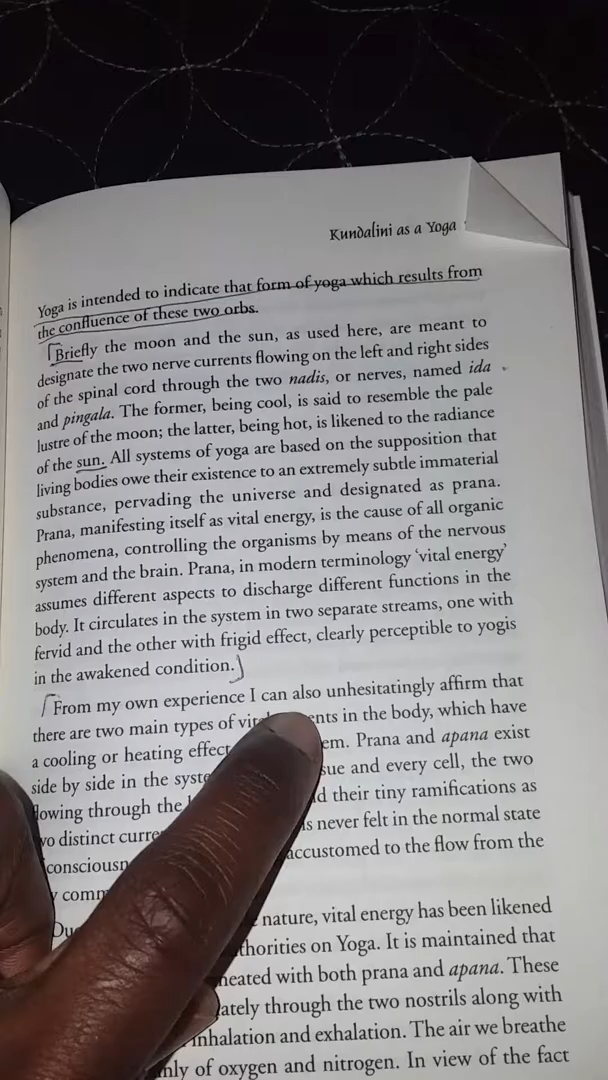 Kundalini as a Yoga
Yoga is intended to indicate that form of yoga which results from
the confluence of these two orbs.
Briefly the moon and the sun, as used here, are meant to
designate the two nerve currents flowing on the left and right sides
of the spinal cord through the two nadis, or nerves, named ida
and pingala. The former, being cool, is said to resemble the pale
lustre of the moon; the latter, being hot, is likened to the radiance
of the sun. All systems of yoga are based on the supposition that
living bodies owe their existence to an extremely subtle immaterial
substance, pervading the universe and designated as prana.
Prana, manifesting itself as vital energy, is the cause of all organic
phenomena, controlling the organisms by means of the nervous
system and the brain. Prana, in modern terminology ‘vital energy’
assumes different aspects to discharge different functions in the
body. It circulates in the system in two separate streams, one with
fervid and the other with frigid effect, clearly perceptible to yogis
in the awakened condition.
From my own experience I can also unhesitatingly affirm that
there are two main types of in the body, which have
a cooling or heating effect Prana and apana exist
side by side in the and every cell, the two
flowing through the their tiny ramifications as
distinct is never felt in the normal state
accustomed to the flow from the
nature, vital energy has been likened
on Yoga. It is maintained that
with both prana and apana. These
through the two nostrils along with
inhalation and exhalation. The air we breathe
of oxygen and nitrogen. In view of the fact